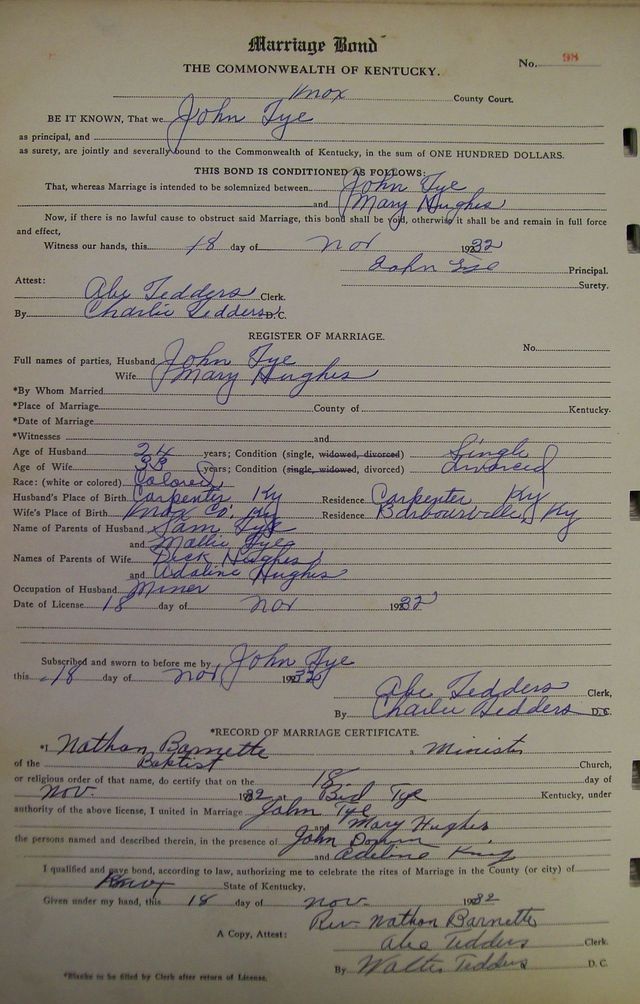 Marriage Bond
THE COMMONWEALTH OF KENTUCKY.
No. 98
Knox County Court.
BE IT KNOWN, That we John Tye
as principal, and
as surety, are jointly and severally bound to the Commonwealth of Kentucky, in the sum of ONE HUNDRED DOLLARS.
THIS BOND IS CONDITIONED AS FOLLOWS:
That, whereas Marriage is intended to be solemnized between John Tye
and Mary Hughes
Now, if there is no lawful cause to obstruct said Marriage, this bond shall be void, otherwise it shall be and remain in full force
and effect,
Witness our hands, this 18 day of Nov 1932
John Tye Principal.
Surety.
Attest:
Abe Tedders Clerk.
By Charlie Tedders D.C.
REGISTER OF MARRIAGE.
No.
Full names of parties, Husband John Tye
Wife Mary Hughes
*By Whom Married
*Place of Marriage County of Kentucky.
*Date of Marriage
*Witnesses and
Age of Husband 24 years; Condition (single, widowed, divorced) Single
Age of Wife 33 years; Condition (single, widowed, divorced) Divorced
Race: (white or colored) Colored
Husband's Place of Birth Carpenter Ky Residence Carpenter Ky
Wife's Place of Birth Knox Co. Ky Residence Barbourville, Ky
Name of Parents of Husband Sam Tye
and Mallie Tye
Names of Parents of Wife Dick Hughes
and Adaline Hughes
Occupation of Husband Miner
Date of License 18 day of Nov 1932
Subscribed and sworn to before me by John Tye
this 18 day of Nov 1932
Abe Tedders Clerk,
By Charlie Tedders D.C.
*RECORD OF MARRIAGE CERTIFICATE.
*I Nathan Barnette a Minister
of the Baptist Church,
or religious order of that name, do certify that on the 18 day of
Nov. 1932 at Bid Tye Kentucky, under
authority of the above license, I united in Marriage John Tye
and Mary Hughes
the persons named and described therein, in the presence of John
and Adeline King
I qualified and gave bond, according to law, authorizing me to celebrate the rites of Marriage in the County (or city) of
Knox State of Kentucky.
Given under my hand, this 18 day of Nov. 1932
Rev. Nathan Barnette
A Copy, Attest: Abe Tedders Clerk.
By Walter Tedders D.C.
*Blanks to be filled by Clerk after return of License.